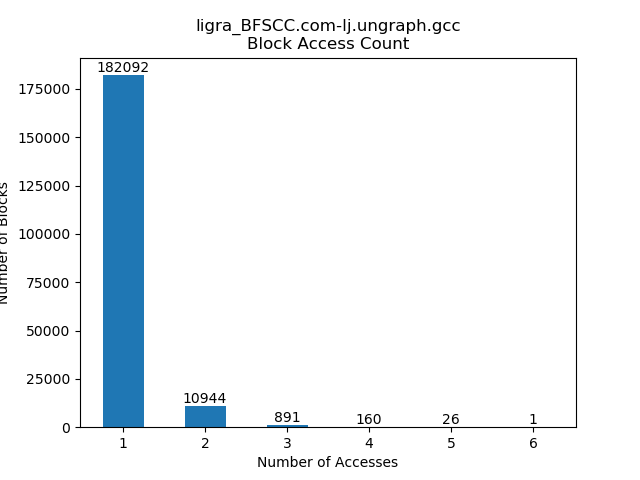 ligra_BFSCC.com-lj.ungraph.gcc
Block Access Count
182092
10944
891
160
26
1
175000
150000
125000
100000
75000
50000
25000
0
Number of Blocks
1 2 3 4 5 6
Number of Accesses